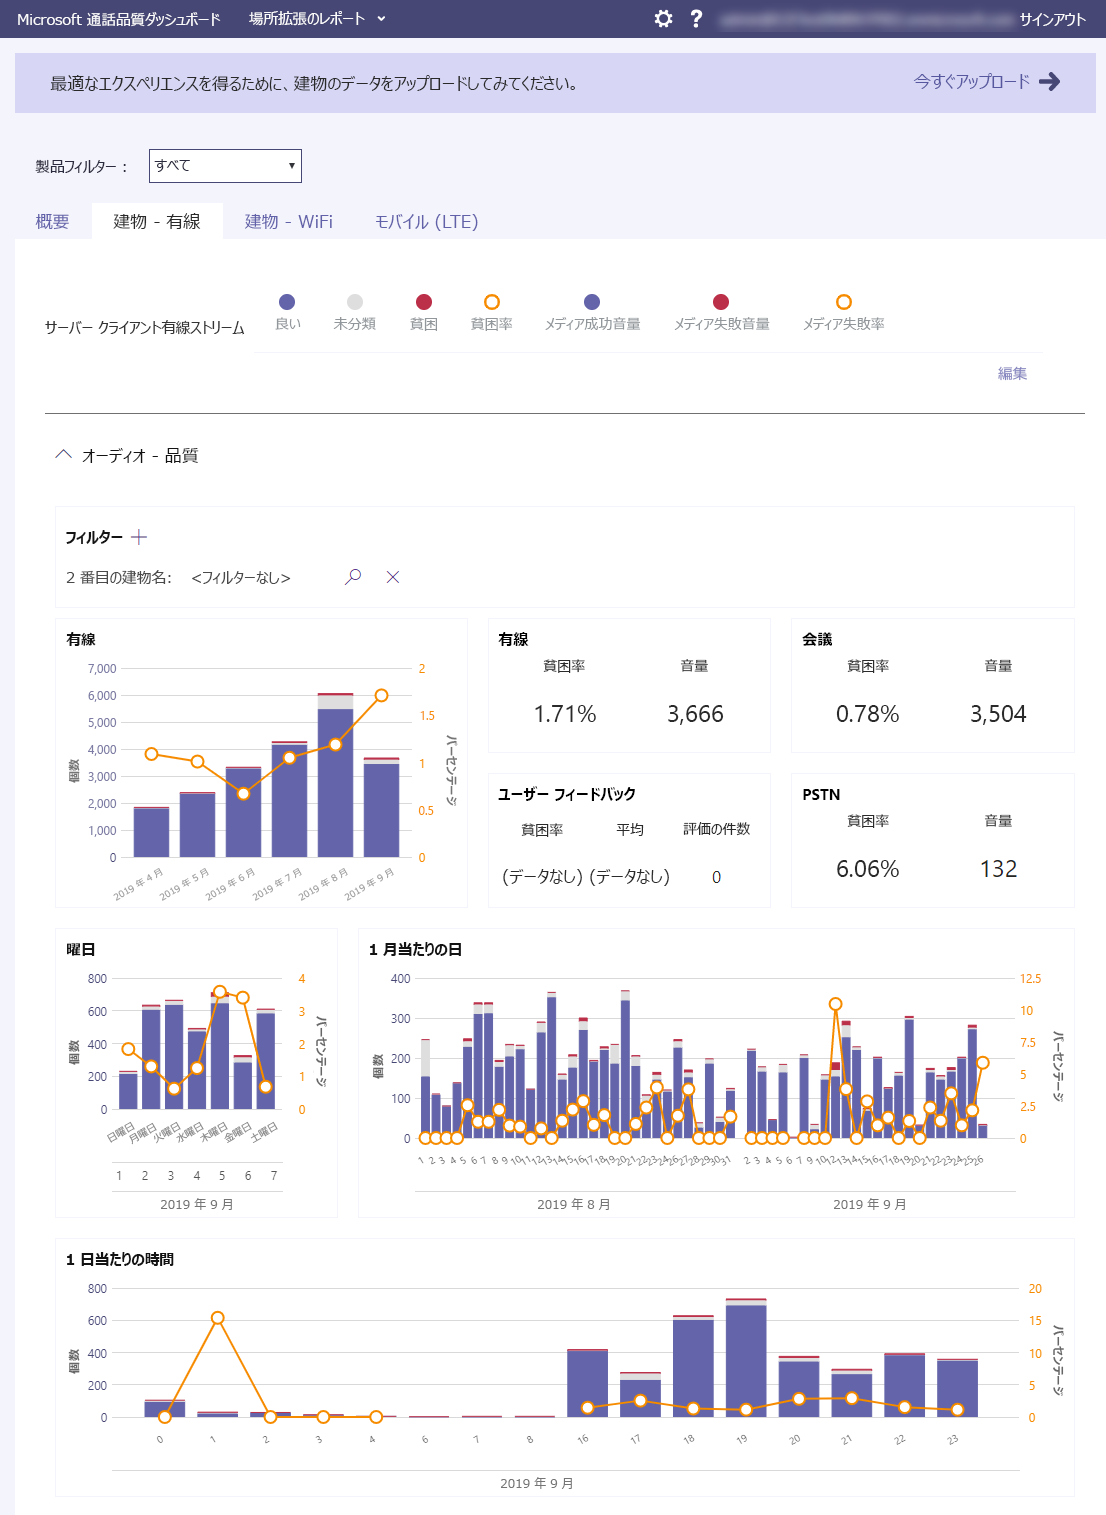 Microsoft 通話品質ダッシュボード 場所拡張のレポート サインアウト
最適なエクスペリエンスを得るために、建物のデータをアップロードしてみてください。 今すぐアップロード
製品フィルター： すべて
概要 建物 - 有線 建物 - WiFi モバイル (LTE)
サーバー クライアント有線ストリーム 良い 未分類 貧困 貧困率 メディア成功音量 メディア失敗音量 メディア失敗率
編集
オーディオ - 品質
フィルター
2 番目の建物名: <フィルターなし>
有線
7,000 2
6,000
5,000 1.5
4,000
3,000 1
2,000
1,000 0.5
0 0
個数
パーセンテージ
2019 年 4 月 2019 年 5 月 2019 年 6 月 2019 年 7 月 2019 年 8 月 2019 年 9 月
有線
貧困率 音量
1.71% 3,666
会議
貧困率 音量
0.78% 3,504
ユーザー フィードバック
貧困率 平均 評価の件数
(データなし) (データなし) 0
PSTN
貧困率 音量
6.06% 132
曜日
800 4
600 3
400 2
200 1
0 0
個数
パーセンテージ
日曜日 月曜日 火曜日 水曜日 木曜日 金曜日 土曜日
1 2 3 4 5 6 7
2019 年 9 月
1 月当たりの日
400 12.5
300 10
200 7.5
100 5
0 2.5
0
個数
パーセンテージ
1 2 3 4 5 6 7 8 9 10 11 12 13 14 15 16 17 18 19 20 21 22 23 24 26 27 28 29 30 31 2 3 4 5 6 7 9 10 12 13 14 15 16 17 18 19 20 21 22 23 24 25 26
2019 年 8 月 2019 年 9 月
1 日当たりの時間
800 20
600 15
400 10
200 5
0 0
個数
パーセンテージ
0 1 2 3 4 6 7 8 16 17 18 19 20 21 22 23
2019 年 9 月